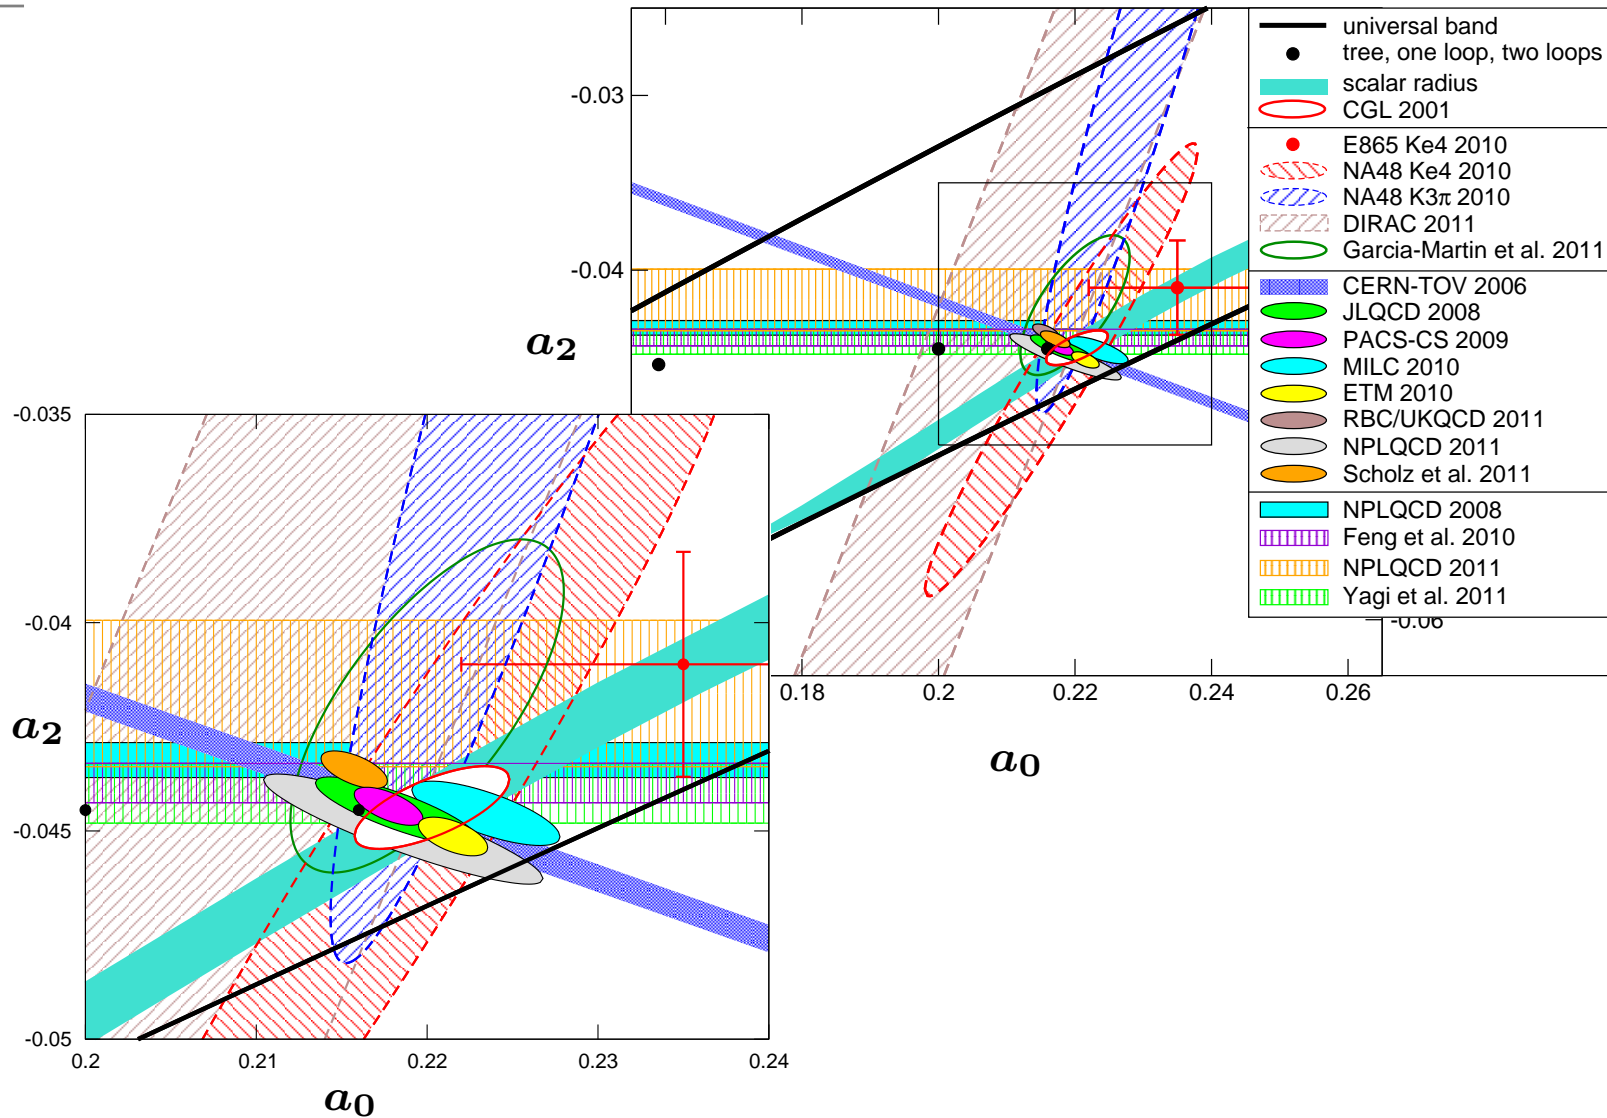 universal band
tree, one loop, two loops
scalar radius
CGL 2001
E865 Ke4 2010
NA48 Ke4 2010
NA48 K3π 2010
DIRAC 2011
Garcia-Martin et al. 2011
CERN-TOV 2006
JLQCD 2008
PACS-CS 2009
MILC 2010
ETM 2010
RBC/UKQCD 2011
NPLQCD 2011
Scholz et al. 2011
NPLQCD 2008
Feng et al. 2010
NPLQCD 2011
Yagi et al. 2011
-0.03
-0.04
-0.06
a2
0.18 0.2 0.22 0.24 0.26
a0
-0.035
-0.04
a2
-0.045
-0.05
0.2 0.21 0.22 0.23 0.24
a0